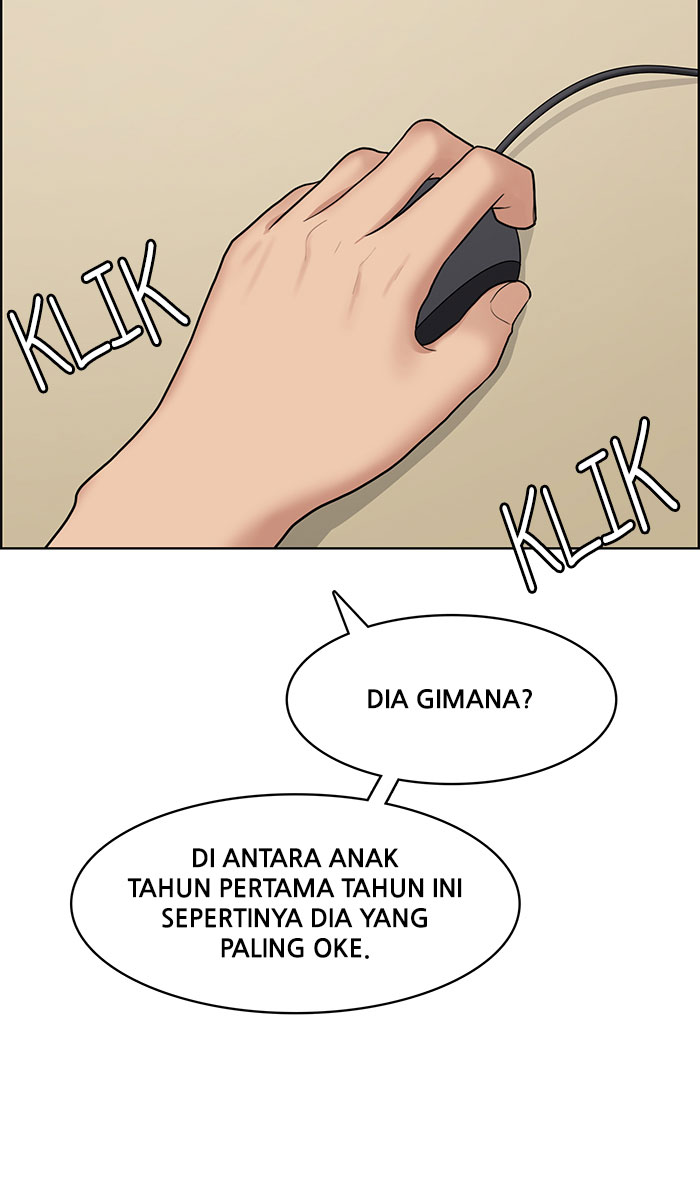 KLIK
KLIK
DIA GIMANA?
DI ANTARA ANAK
TAHUN PERTAMA TAHUN INI
SEPERTINYA DIA YANG
PALING OKE.